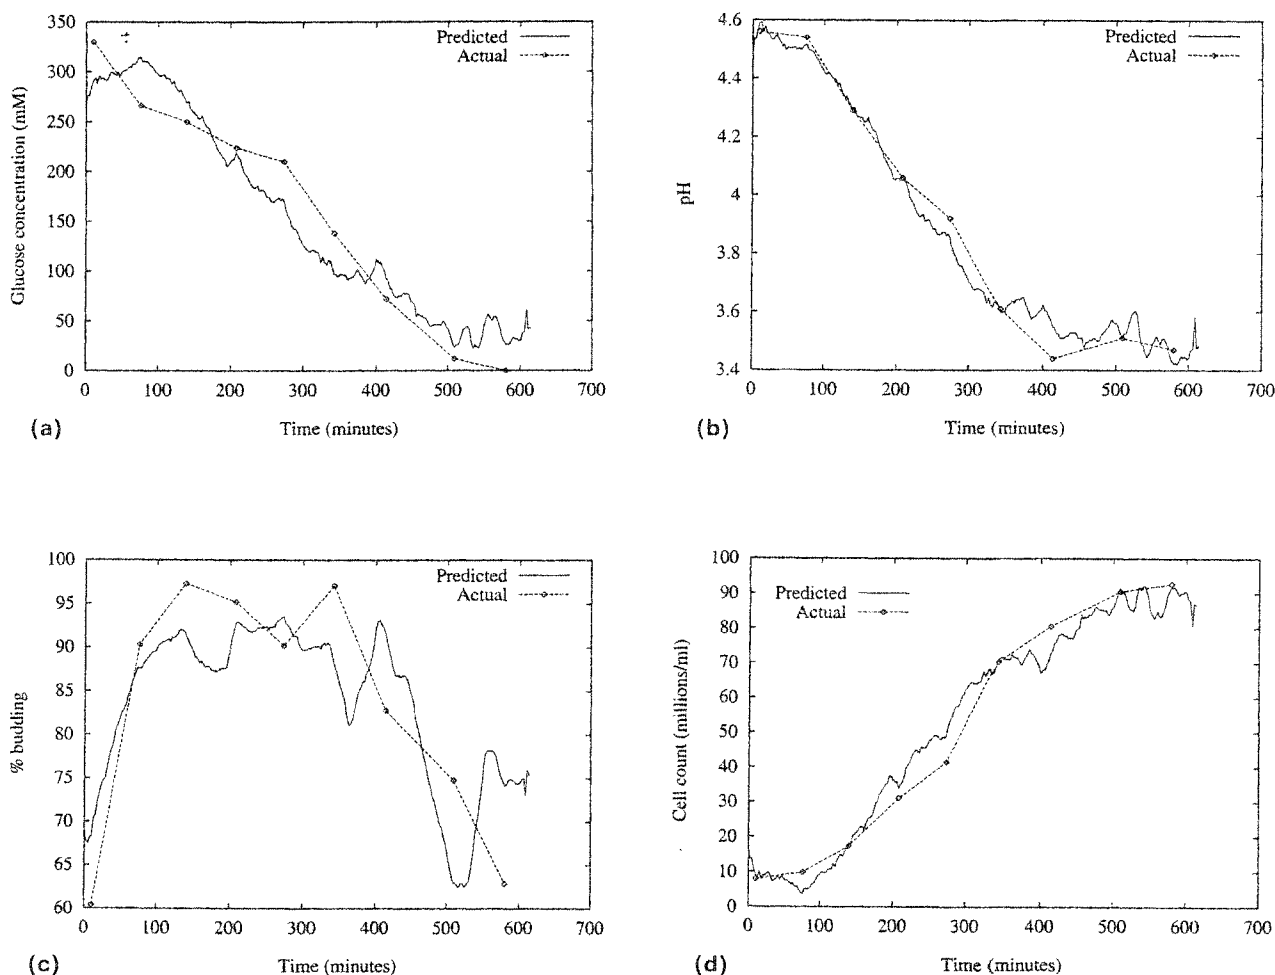 350
300
250
200
150
100
50
0
Glucose concentration (mM)
Predicted
Actual
0 100 200 300 400 500 600 700
Time (minutes)
(a)
4.6
4.4
4.2
4
3.8
3.6
3.4
pH
Predicted
Actual
0 100 200 300 400 500 600 700
Time (minutes)
(b)
100
95
90
85
80
75
70
65
60
% budding
Predicted
Actual
0 100 200 300 400 500 600 700
Time (minutes)
(c)
100
90
80
70
60
50
40
30
20
10
0
Cell count (millions/ml)
Predicted
Actual
0 100 200 300 400 500 600 700
Time (minutes)
(d)